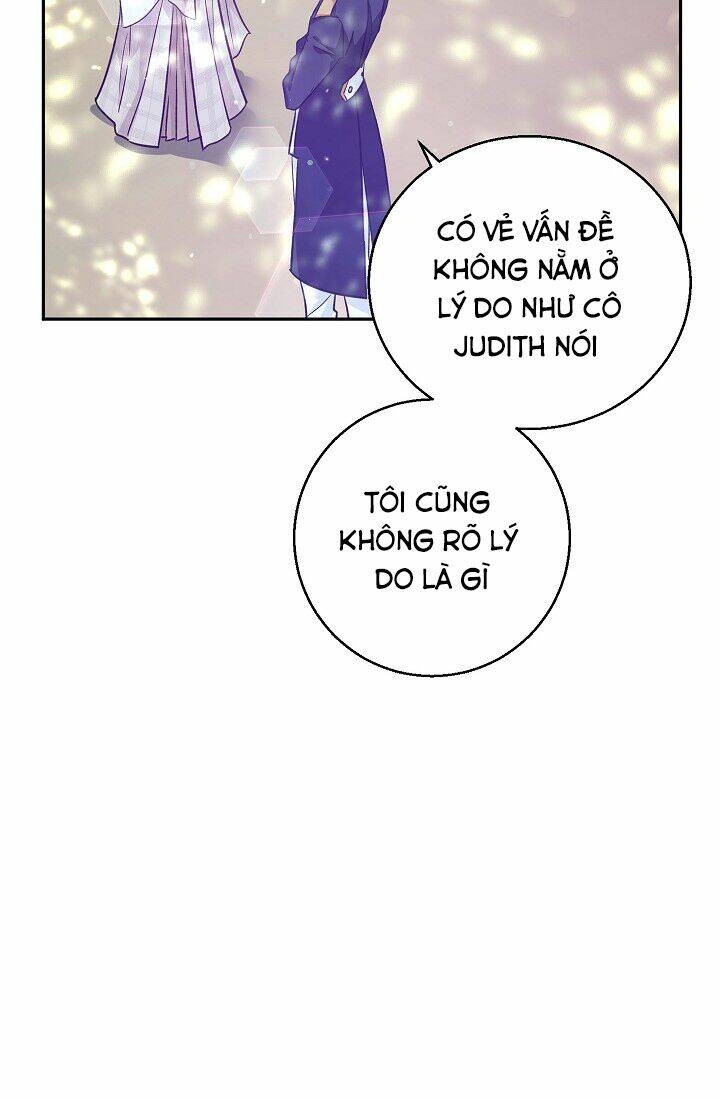 CÓ VẺ VẤN ĐỀ
KHÔNG NẰM Ở
LÝ DO NHƯ CÔ
JUDITH NÓI
TÔI CŨNG
KHÔNG RÕ LÝ
DO LÀ GÌ